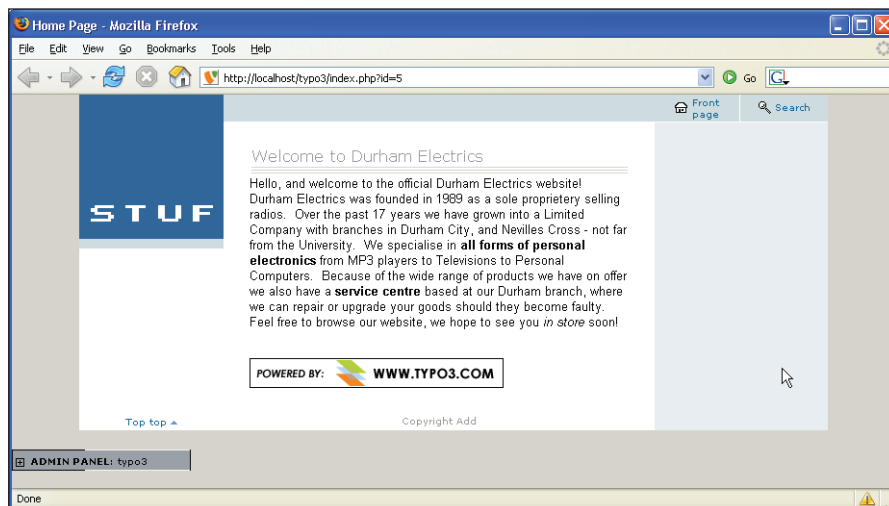 Home Page - Mozilla Firefox
File Edit View Go Bookmarks Tools Help
http://localhost/typo3/index.php?id=5 Go G
Front page
Search
STUF
Welcome to Durham Electrics
Hello, and welcome to the official Durham Electrics website!
Durham Electrics was founded in 1989 as a sole proprietery selling
radios. Over the past 17 years we have grown into a Limited
Company with branches in Durham City, and Nevilles Cross - not far
from the University. We specialise in all forms of personal
electronics from MP3 players to Televisions to Personal
Computers. Because of the wide range of products we have on offer
we also have a service centre based at our Durham branch, where
we can repair or upgrade your goods should they become faulty.
Feel free to browse our website, we hope to see you in store soon!
POWERED BY: WWW.TYPO3.COM
Top top Copyright Add
ADMIN PANEL: typo3
Done